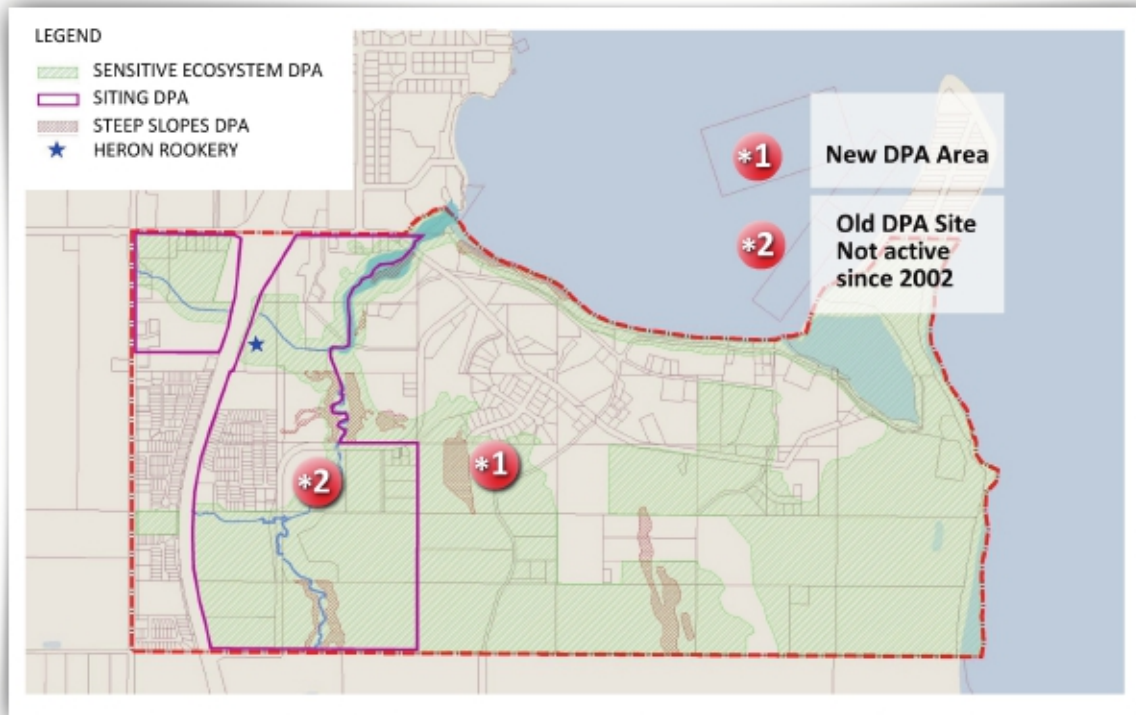 LEGEND
SENSITIVE ECOSYSTEM DPA
SITING DPA
STEEP SLOPES DPA
HERON ROOKERY
*1
New DPA Area
*2
Old DPA Site
Not active
since 2002
*1
*2